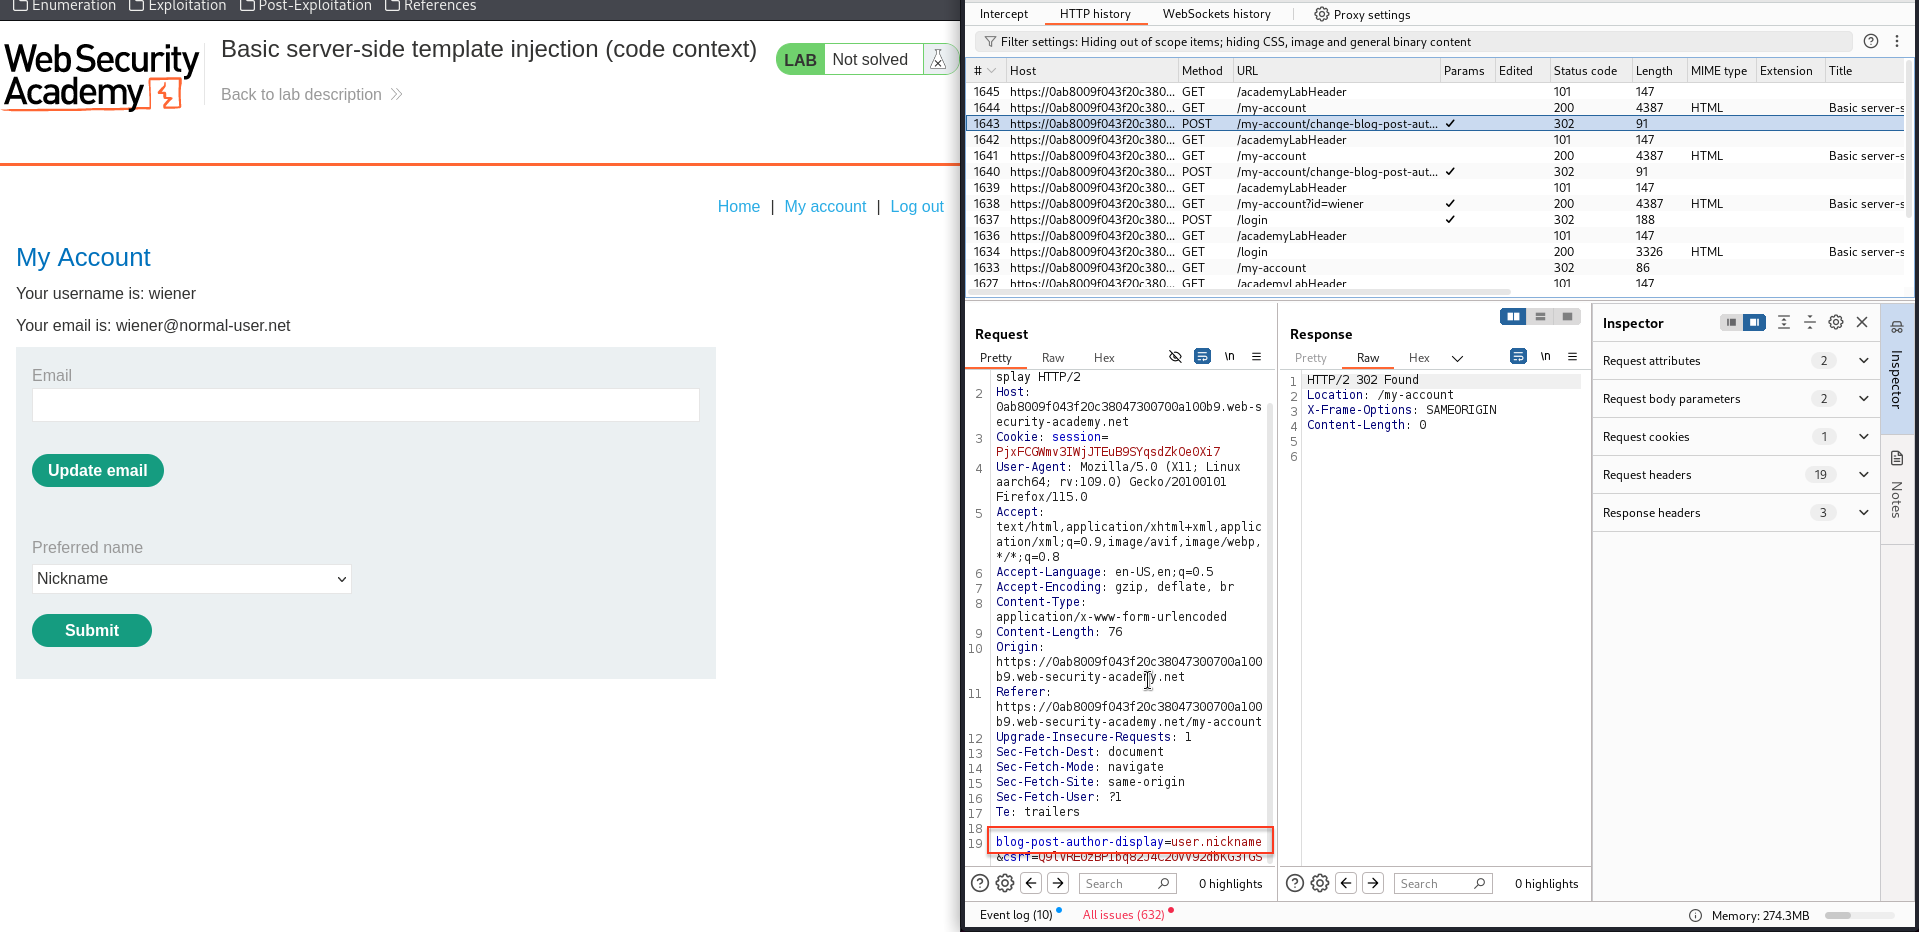 Enumeration Exploitation Post-Exploitation References
Web Security
Academy
Basic server-side template injection (code context)
Back to lab description
LAB Not solved
Home | My account | Log out
My Account
Your username is: wiener
Your email is: wiener@normal-user.net
Email
Update email
Preferred name
Nickname
Submit
Intercept HTTP history WebSockets history Proxy settings
Filter settings: Hiding out of scope items; hiding CSS, image and general binary content
# Host Method URL Params Edited Status code Length MIME type Extension Title
1645 https://0ab8009f043f20c380... GET /academyLabHeader 101 147
1644 https://0ab8009f043f20c380... GET /my-account 200 4387 HTML Basic server-s
1643 https://0ab8009f043f20c380... POST /my-account/change-blog-post-aut... ✓ 302 91
1642 https://0ab8009f043f20c380... GET /academyLabHeader 101 147
1641 https://0ab8009f043f20c380... GET /my-account 200 4387 HTML Basic server-s
1640 https://0ab8009f043f20c380... POST /my-account/change-blog-post-aut... ✓ 302 91
1639 https://0ab8009f043f20c380... GET /academyLabHeader 101 147
1638 https://0ab8009f043f20c380... GET /my-account?id=wiener ✓ 200 4387 HTML Basic server-s
1637 https://0ab8009f043f20c380... POST /login ✓ 302 188
1636 https://0ab8009f043f20c380... GET /academyLabHeader 101 147
1634 https://0ab8009f043f20c380... GET /login 200 3326 HTML Basic server-s
1633 https://0ab8009f043f20c380... GET /my-account 302 86
1627 https://0ab8009f043f20c380... GET /academyLabHeader 101 147
Request
Pretty Raw Hex \n
splay HTTP/2
2 Host:
0ab8009f043f20c38047300700a100b9.web-s
ecurity-academy.net
3 Cookie: session=
PjxFCGWmv3IWjJTEuB9SYqsdZkOe0Xi7
4 User-Agent: Mozilla/5.0 (X11; Linux
aarch64; rv:109.0) Gecko/20100101
Firefox/115.0
5 Accept:
text/html,application/xhtml+xml,applic
ation/xml;q=0.9,image/avif,image/webp,
*/*;q=0.8
6 Accept-Language: en-US,en;q=0.5
7 Accept-Encoding: gzip, deflate, br
8 Content-Type:
application/x-www-form-urlencoded
9 Content-Length: 76
10 Origin:
https://0ab8009f043f20c38047300700a100
b9.web-security-academy.net
11 Referer:
https://0ab8009f043f20c38047300700a100
b9.web-security-academy.net/my-account
12 Upgrade-Insecure-Requests: 1
13 Sec-Fetch-Dest: document
14 Sec-Fetch-Mode: navigate
15 Sec-Fetch-Site: same-origin
16 Sec-Fetch-User: ?1
17 Te: trailers
18
19 blog-post-author-display=user.nickname
Search 0 highlights
Response
Pretty Raw Hex \n
1 HTTP/2 302 Found
2 Location: /my-account
3 X-Frame-Options: SAMEORIGIN
4 Content-Length: 0
5
6
Search 0 highlights
Inspector
Request attributes 2
Request body parameters 2
Request cookies 1
Request headers 19
Response headers 3
Inspector
Notes
Event log (10) All issues (632) Memory: 274.3MB